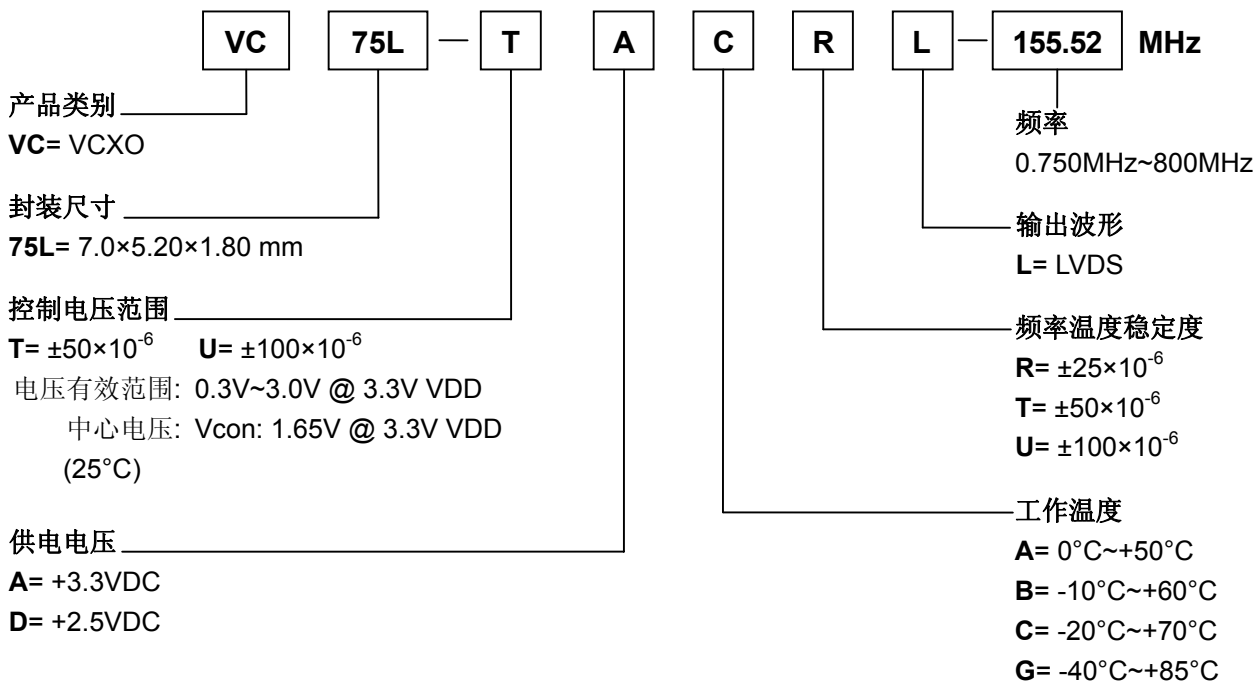 VC 75L — T A C R L — 155.52 MHz
产品类别
VC= VCXO
封装尺寸
75L= 7.0×5.20×1.80 mm
控制电压范围
T= ±50×10⁻⁶ U= ±100×10⁻⁶
电压有效范围: 0.3V~3.0V @ 3.3V VDD
中心电压: Vcon: 1.65V @ 3.3V VDD
(25°C)
供电电压
A= +3.3VDC
D= +2.5VDC
频率
0.750MHz~800MHz
输出波形
L= LVDS
频率温度稳定度
R= ±25×10⁻⁶
T= ±50×10⁻⁶
U= ±100×10⁻⁶
工作温度
A= 0°C~+50°C
B= -10°C~+60°C
C= -20°C~+70°C
G= -40°C~+85°C